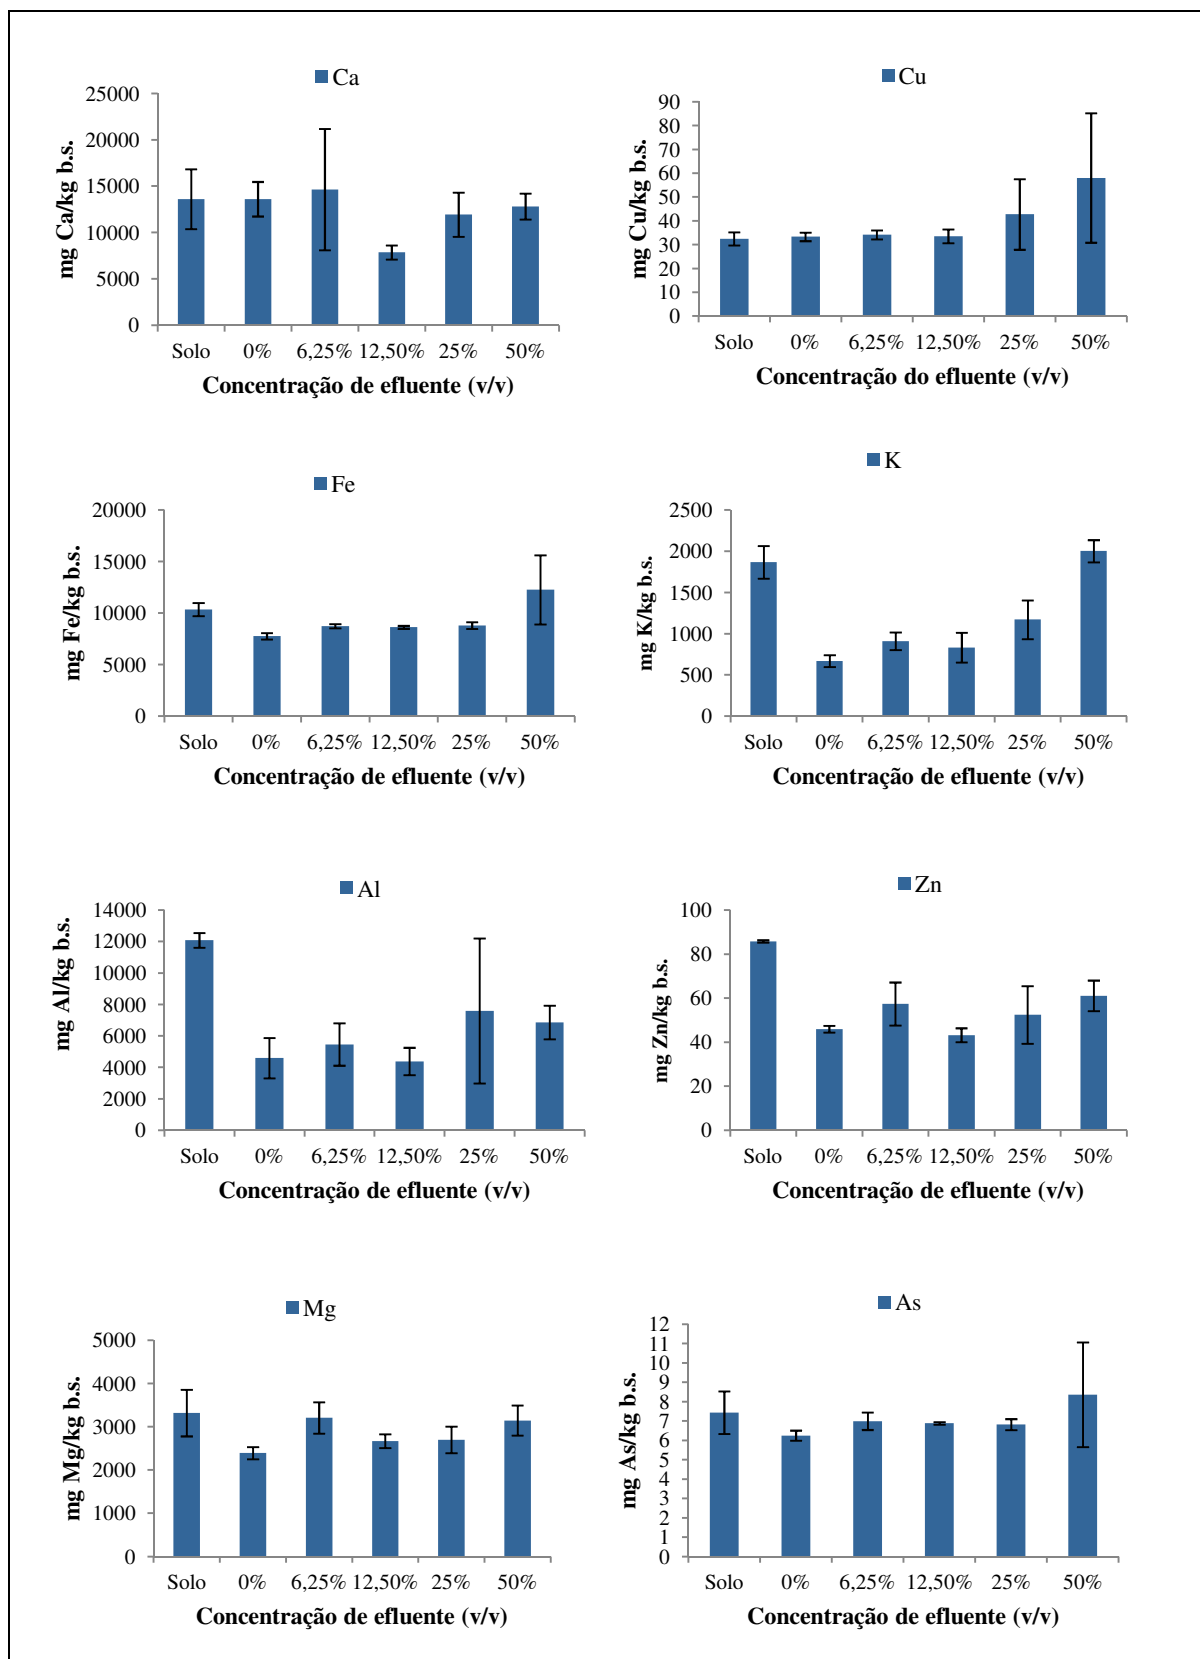 Ca
mg Ca/kg b.s.
25000
20000
15000
10000
5000
0
Solo 0% 6,25% 12,50% 25% 50%
Concentração de efluente (v/v)
Cu
mg Cu/kg b.s.
90
80
70
60
50
40
30
20
10
0
Solo 0% 6,25% 12,50% 25% 50%
Concentração do efluente (v/v)
Fe
mg Fe/kg b.s.
20000
15000
10000
5000
0
Solo 0% 6,25% 12,50% 25% 50%
Concentração de efluente (v/v)
K
mg K/kg b.s.
2500
2000
1500
1000
500
0
Solo 0% 6,25% 12,50% 25% 50%
Concentração de efluente (v/v)
Al
mg Al/kg b.s.
14000
12000
10000
8000
6000
4000
2000
0
Solo 0% 6,25% 12,50% 25% 50%
Concentração de efluente (v/v)
Zn
mg Zn/kg b.s.
100
80
60
40
20
0
Solo 0% 6,25% 12,50% 25% 50%
Concentração de efluente (v/v)
Mg
mg Mg/kg b.s.
5000
4000
3000
2000
1000
0
Solo 0% 6,25% 12,50% 25% 50%
Concentração de efluente (v/v)
As
mg As/kg b.s.
12
11
10
9
8
7
6
5
4
3
2
1
0
Solo 0% 6,25% 12,50% 25% 50%
Concentração de efluente (v/v)